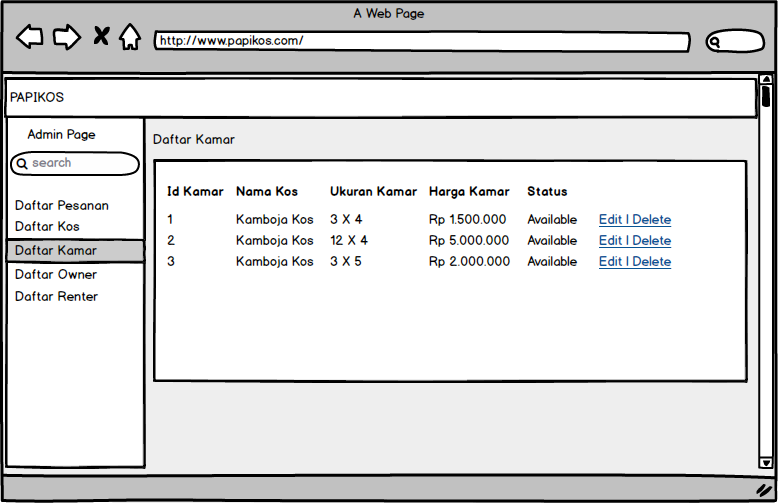 A Web Page
http://www.papikos.com/
PAPIKOS
Admin Page
search
Daftar Pesanan
Daftar Kos
Daftar Kamar
Daftar Owner
Daftar Renter
Daftar Kamar
Id Kamar Nama Kos Ukuran Kamar Harga Kamar Status
1 Kamboja Kos 3 X 4 Rp 1.500.000 Available Edit | Delete
2 Kamboja Kos 12 X 4 Rp 5.000.000 Available Edit | Delete
3 Kamboja Kos 3 X 5 Rp 2.000.000 Available Edit | Delete